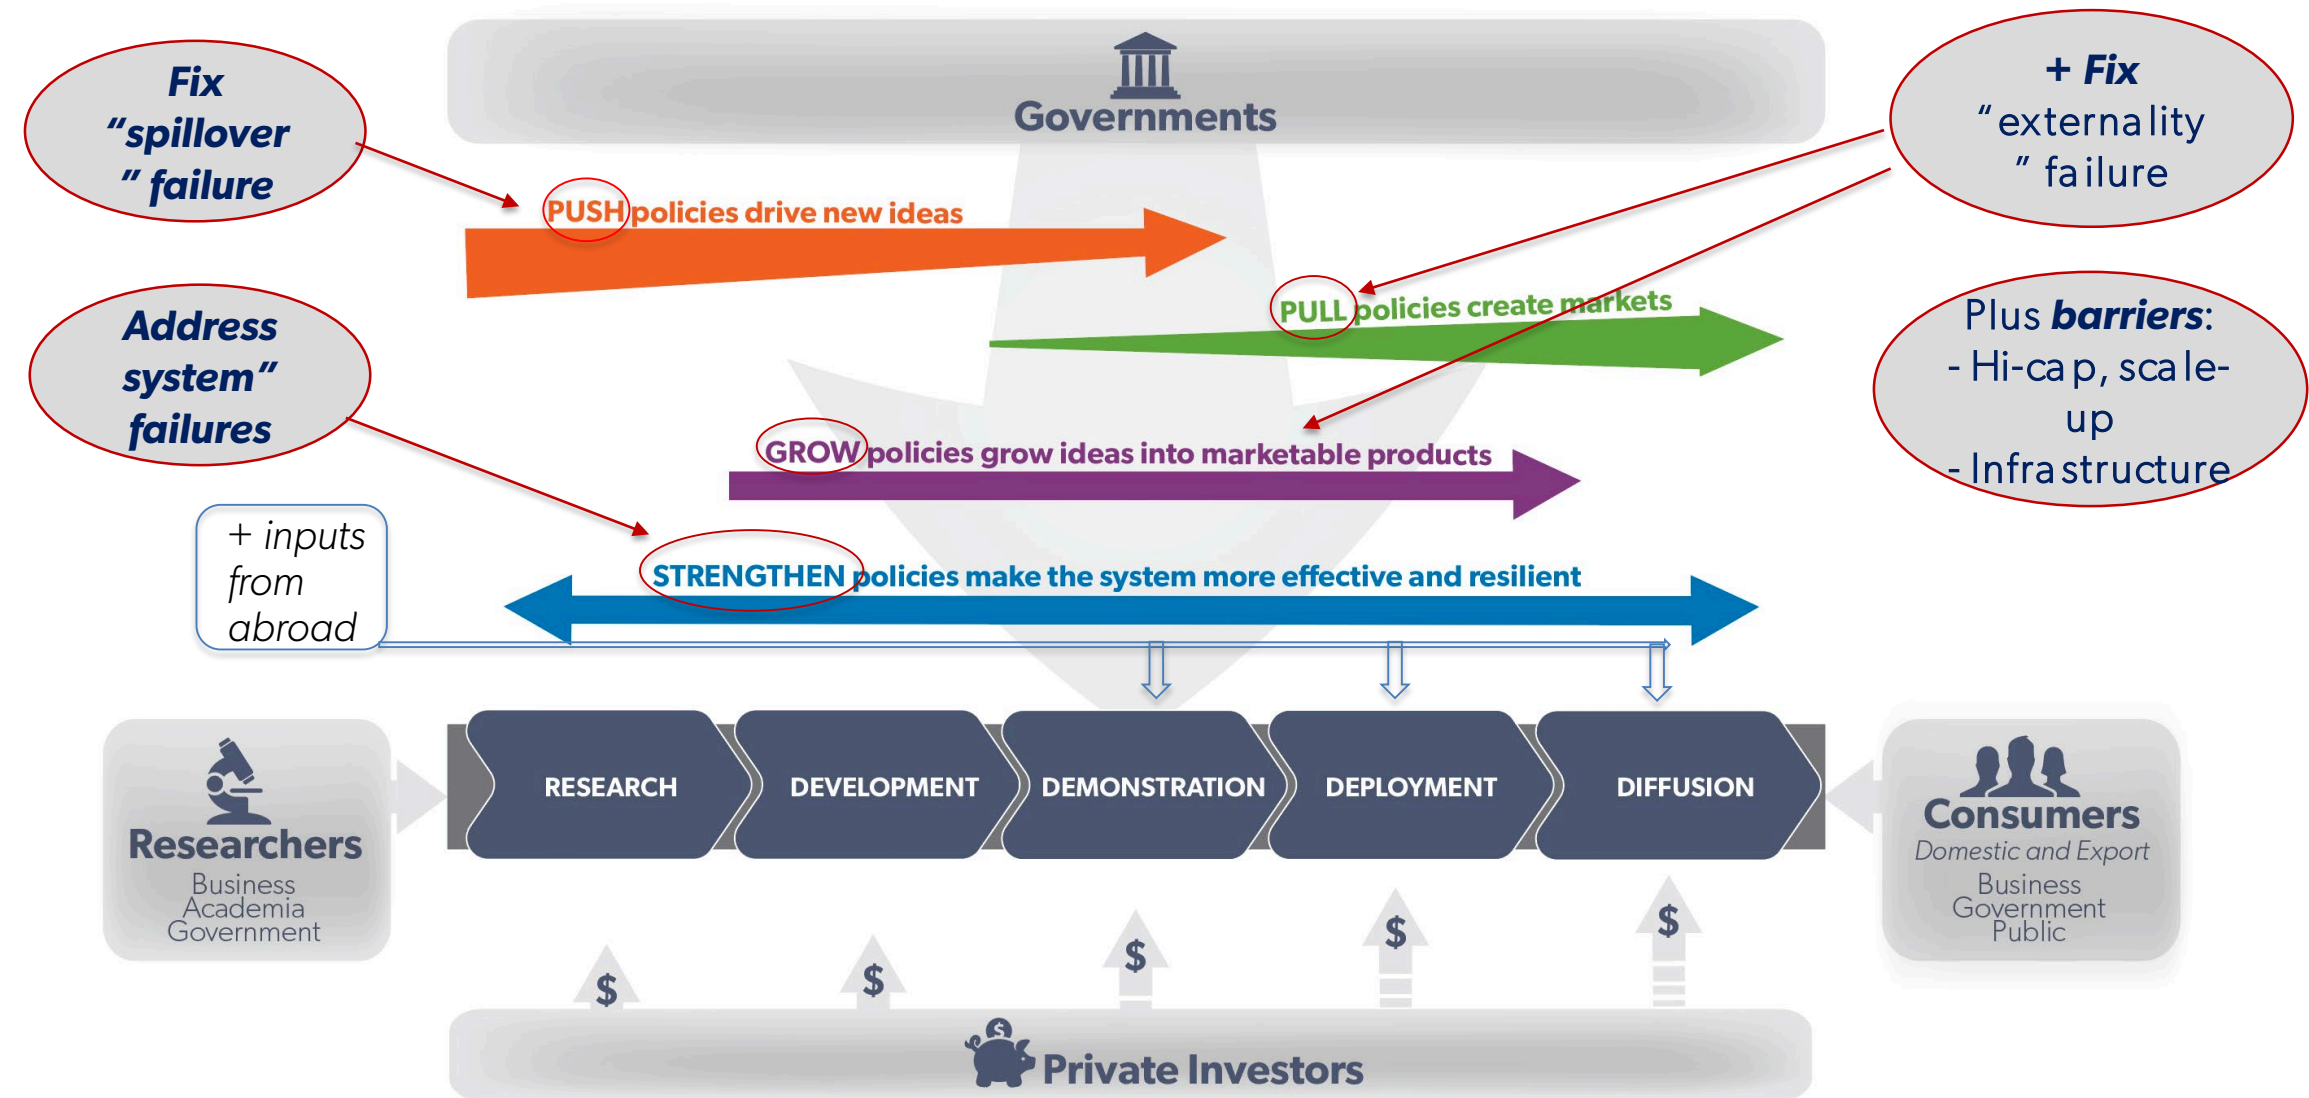 Governments
Fix
“spillover
” failure
+ Fix
“externality
” failure
PUSH policies drive new ideas
PULL policies create markets
Address
system”
failures
Plus barriers:
- Hi-cap, scale-
up
- Infrastructure
GROW policies grow ideas into marketable products
+ inputs
from
abroad
STRENGTHEN policies make the system more effective and resilient
Researchers
Business
Academia
Government
RESEARCH
DEVELOPMENT
DEMONSTRATION
DEPLOYMENT
DIFFUSION
Consumers
Domestic and Export
Business
Government
Public
$
$
$
$
$
$
Private Investors